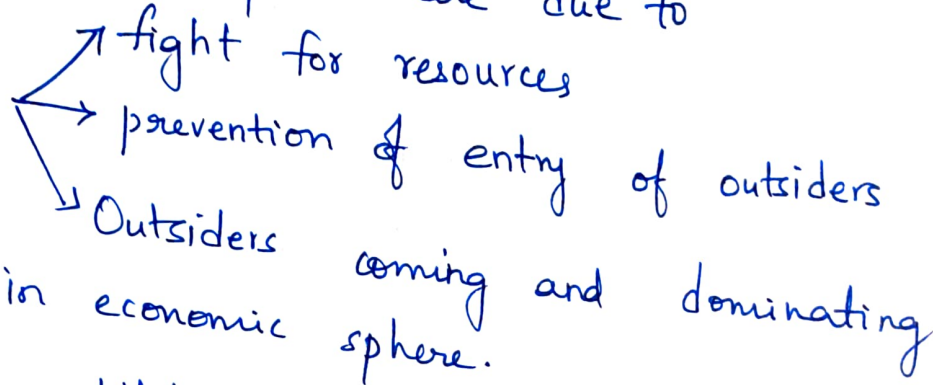 due to
fight for resources
prevention of entry of outsiders
Outsiders coming and dominating
in economic sphere.